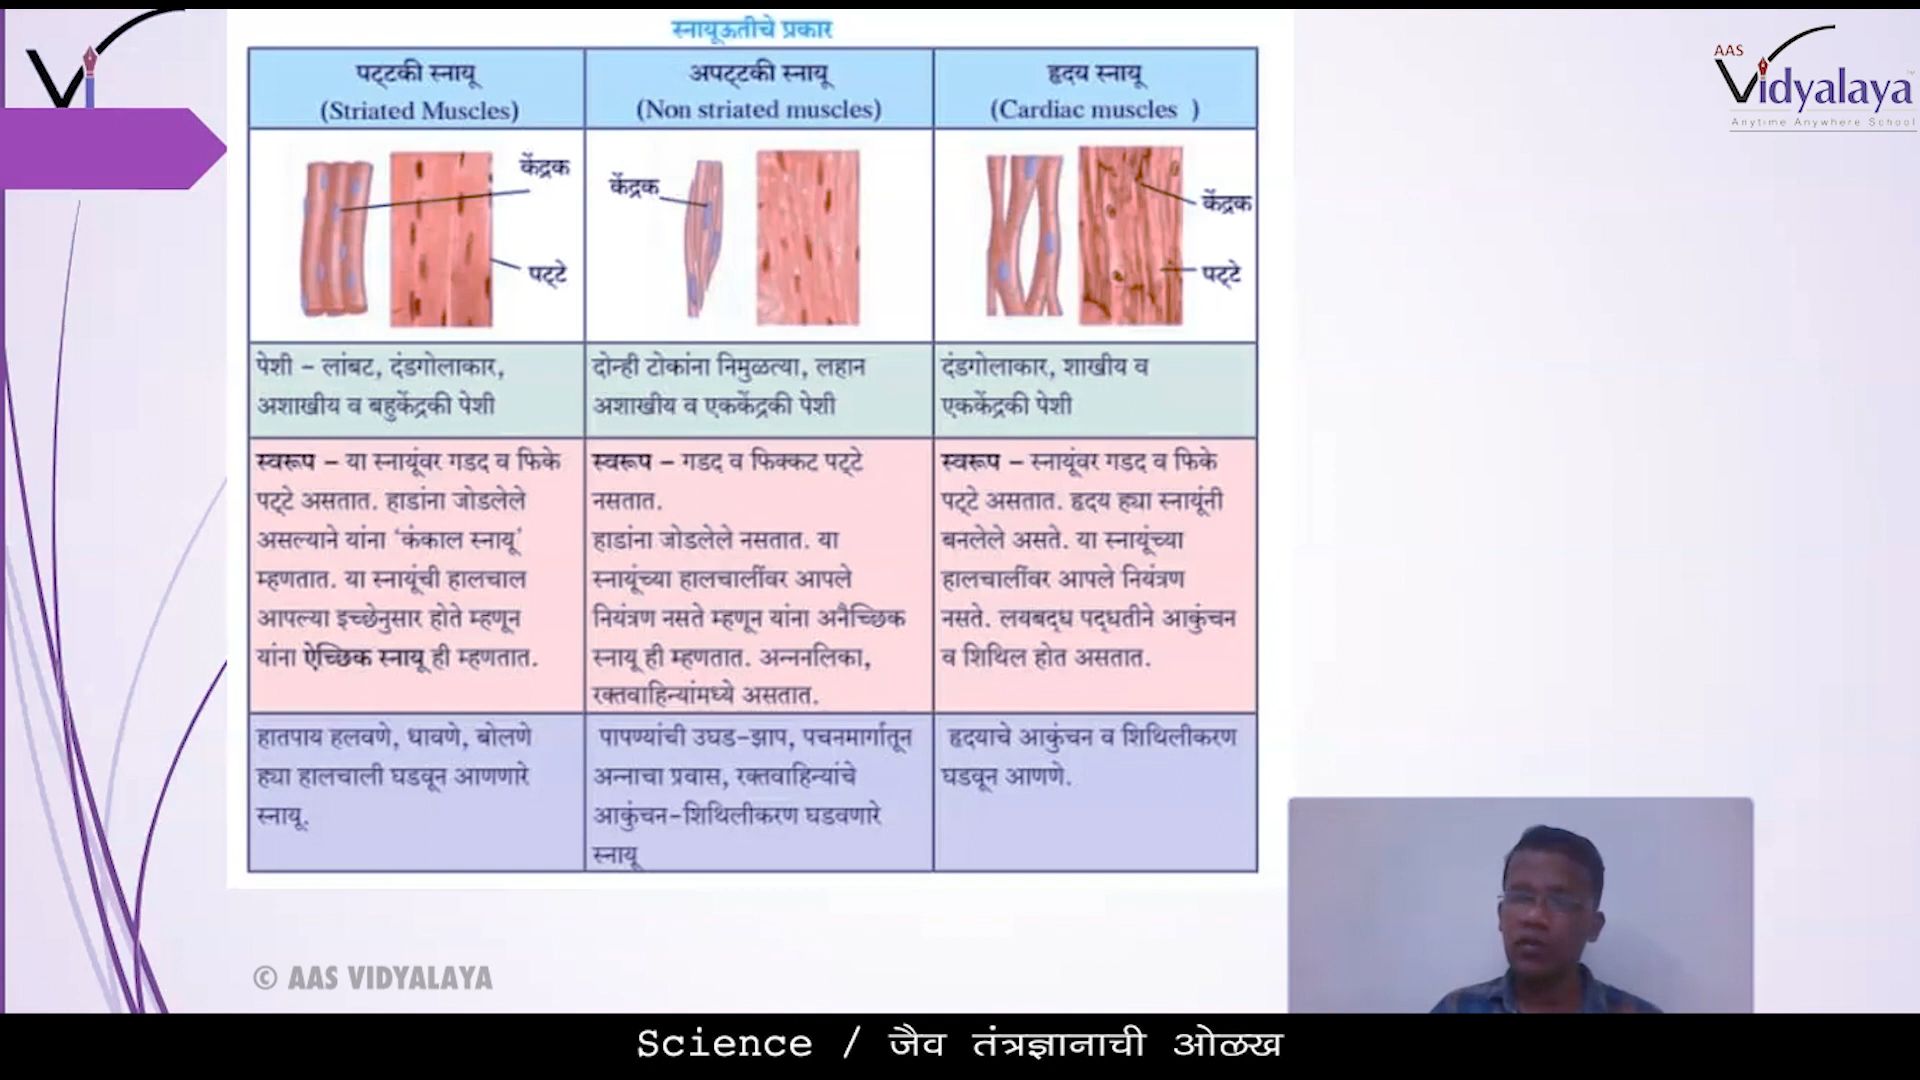 स्नायूऊतीचे प्रकार
पट्टकी स्नायू
(Striated Muscles)
अपट्टकी स्नायू
(Non striated muscles)
हृदय स्नायू
(Cardiac muscles )
केंद्रक
पट्टे
केंद्रक
केंद्रक
पट्टे
पेशी – लांबट, दंडगोलाकार,
अशाखीय व बहुकेंद्रकी पेशी
दोन्ही टोकांना निमुळत्या, लहान
अशाखीय व एककेंद्रकी पेशी
दंडगोलाकार, शाखीय व
एककेंद्रकी पेशी
स्वरूप – या स्नायूंवर गडद व फिके
पट्टे असतात. हाडांना जोडलेले
असल्याने यांना ‘कंकाल स्नायू’
म्हणतात. या स्नायूंची हालचाल
आपल्या इच्छेनुसार होते म्हणून
यांना ऐच्छिक स्नायू ही म्हणतात.
स्वरूप – गडद व फिक्कट पट्टे
नसतात.
हाडांना जोडलेले नसतात. या
स्नायूंच्या हालचालींवर आपले
नियंत्रण नसते म्हणून यांना अनैच्छिक
स्नायू ही म्हणतात. अन्ननलिका,
रक्तवाहिन्यांमध्ये असतात.
स्वरूप – स्नायूंवर गडद व फिके
पट्टे असतात. हृदय ह्या स्नायूंनी
बनलेले असते. या स्नायूंच्या
हालचालींवर आपले नियंत्रण
नसते. लयबद्ध पद्धतीने आकुंचन
व शिथिल होत असतात.
हातपाय हलवणे, धावणे, बोलणे
ह्या हालचाली घडवून आणणारे
स्नायू.
पापण्यांची उघड-झाप, पचनमार्गातून
अन्नाचा प्रवास, रक्तवाहिन्यांचे
आकुंचन-शिथिलीकरण घडवणारे
स्नायू
हृदयाचे आकुंचन व शिथिलीकरण
घडवून आणणे.
AAS
Vidyalaya
Anytime Anywhere School
© AAS VIDYALAYA
Science / जैव तंत्रज्ञानाची ओळख